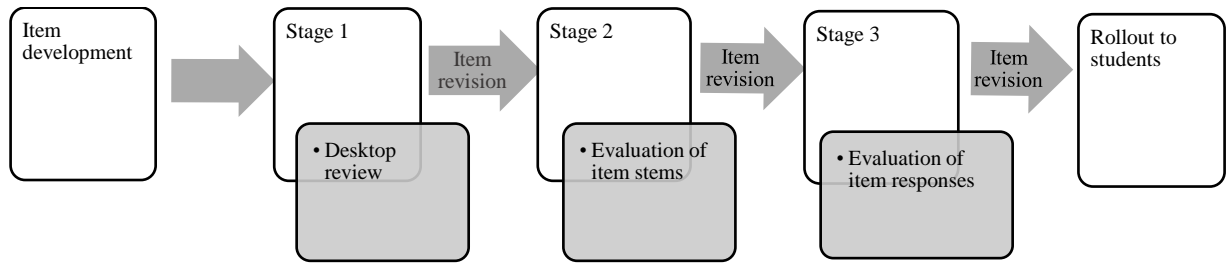 Item
development
Stage 1
• Desktop
review
Item
revision
Stage 2
• Evaluation of
item stems
Item
revision
Stage 3
• Evaluation of
item responses
Item
revision
Rollout to
students